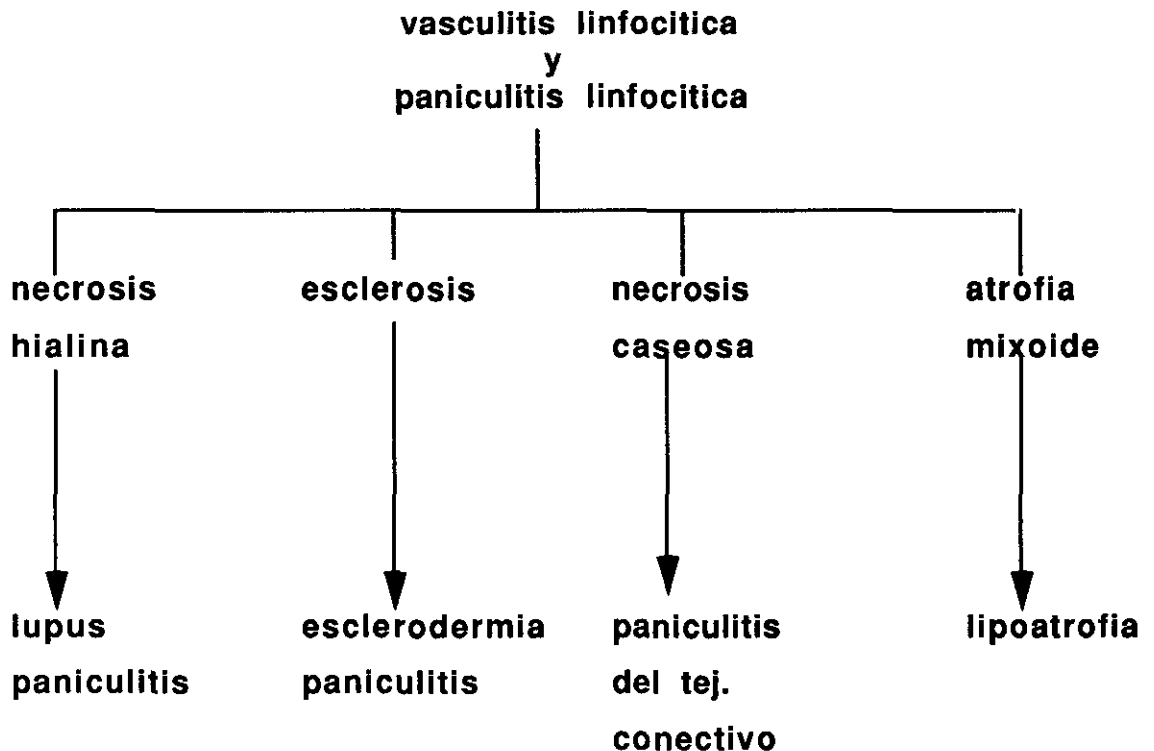 vasculitis linfocitica
y
paniculitis linfocitica
necrosis
hialina
esclerosis
necrosis
caseosa
atrofia
mixoide
lupus
paniculitis
esclerodermia
paniculitis
paniculitis
del tej.
conectivo
lipoatrofia